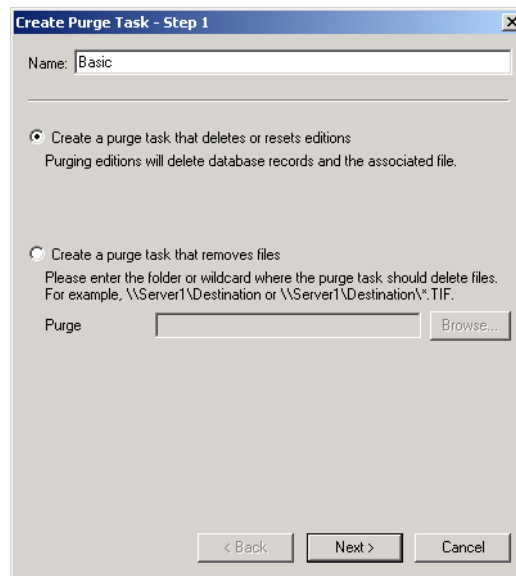 Create Purge Task - Step 1
Name: Basic
Create a purge task that deletes or resets editions
Purging editions will delete database records and the associated file.
Create a purge task that removes files
Please enter the folder or wildcard where the purge task should delete files.
For example, \\Server1\Destination or \\Server1\Destination\*.TIF.
Purge Browse...
< Back Next > Cancel